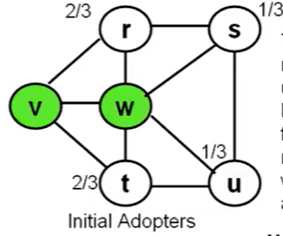 2/3
1/3
r
s
v
w
1/3
2/3
t
u
Initial Adopters